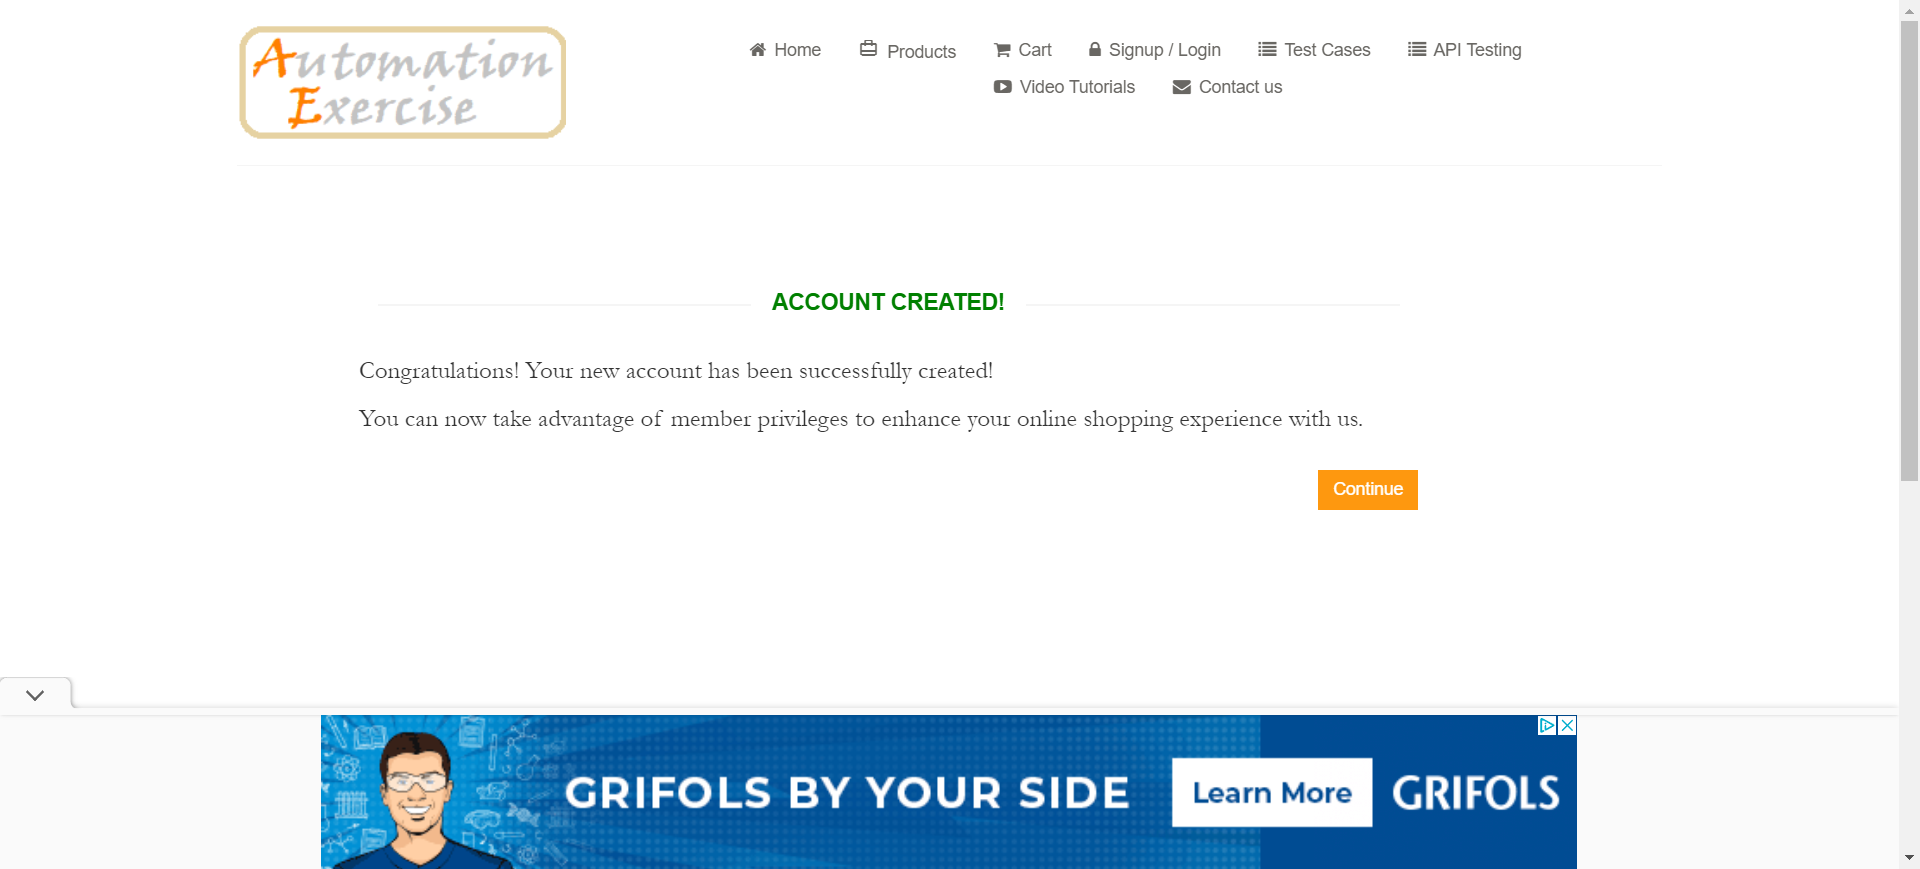 Automation
Exercise
Home
Products
Cart
Signup / Login
Test Cases
API Testing
Video Tutorials
Contact us
ACCOUNT CREATED!
Congratulations! Your new account has been successfully created!
You can now take advantage of member privileges to enhance your online shopping experience with us.
Continue
GRIFOLS BY YOUR SIDE
Learn More
GRIFOLS